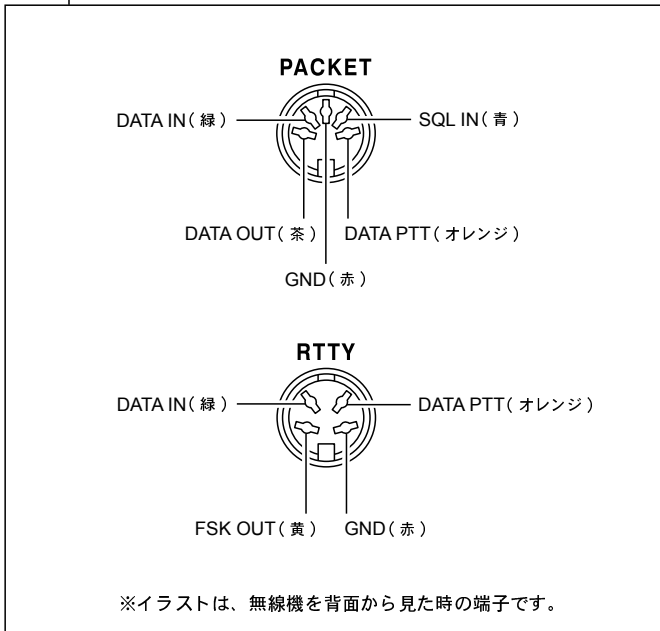 PACKET
DATA IN( 緑 )
SQL IN( 青 )
DATA OUT( 茶 )
DATA PTT( オレンジ )
GND( 赤 )
RTTY
DATA IN( 緑 )
DATA PTT( オレンジ )
FSK OUT( 黄 )
GND( 赤 )
※イラストは、無線機を背面から見た時の端子です。